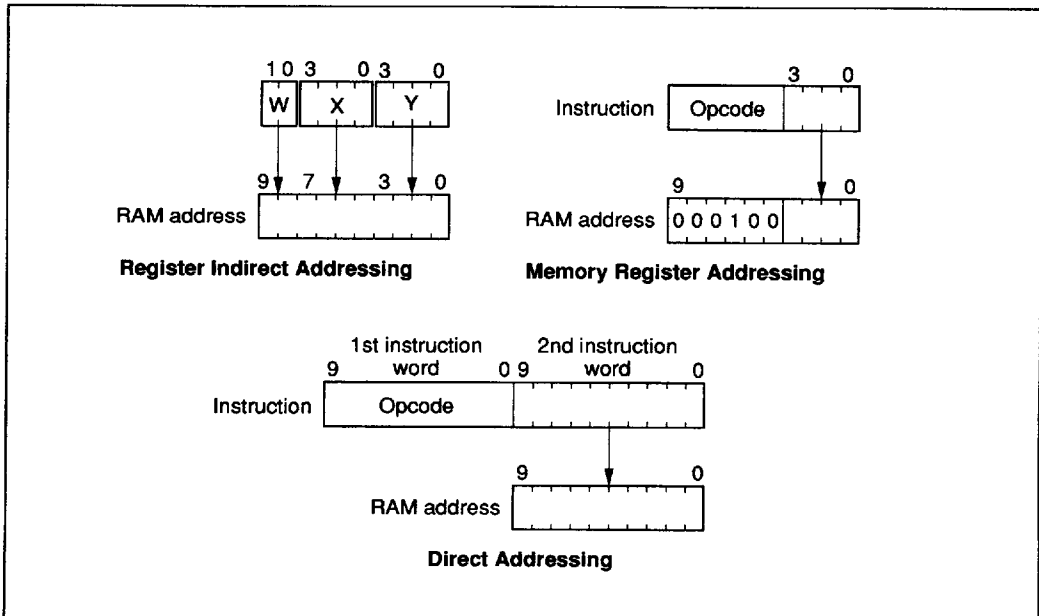 1 0 3 0 3 0
W X Y
9 7 3 0
RAM address
Register Indirect Addressing
3 0
Instruction Opcode
9 0
RAM address 0 0 0 1 0 0
Memory Register Addressing
1st instruction word 2nd instruction word
9 0 9 0
Instruction Opcode
9 0
RAM address
Direct Addressing